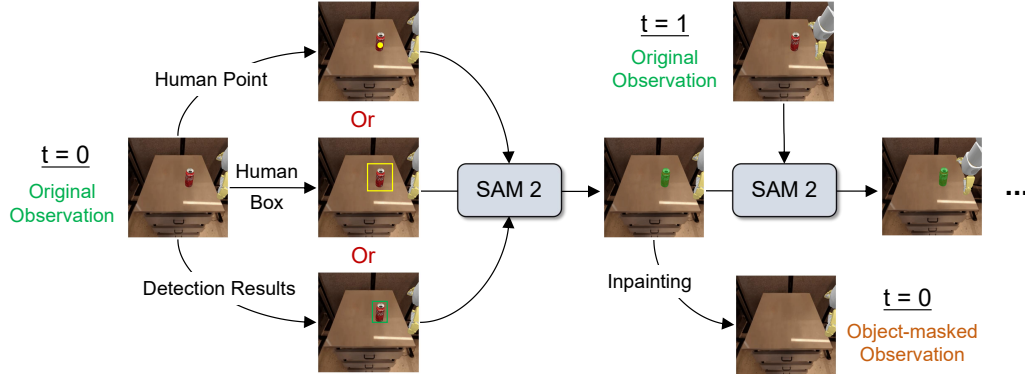 t = 0
Original
Observation
Human Point
Human
Box
Detection Results
Or
Or
SAM 2
t = 1
Original
Observation
SAM 2
...
Inpainting
t = 0
Object-masked
Observation